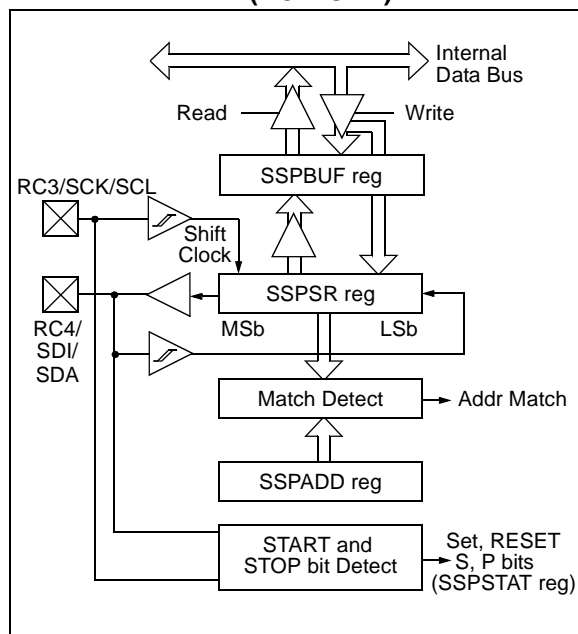 Internal
Data Bus
Read
Write
SSPBUF reg
RC3/SCK/SCL
Shift
Clock
SSPSR reg
MSb
LSb
RC4/
SDI/
SDA
Match Detect
Addr Match
SSPADD reg
START and
STOP bit Detect
Set, RESET
S, P bits
(SSPSTAT reg)